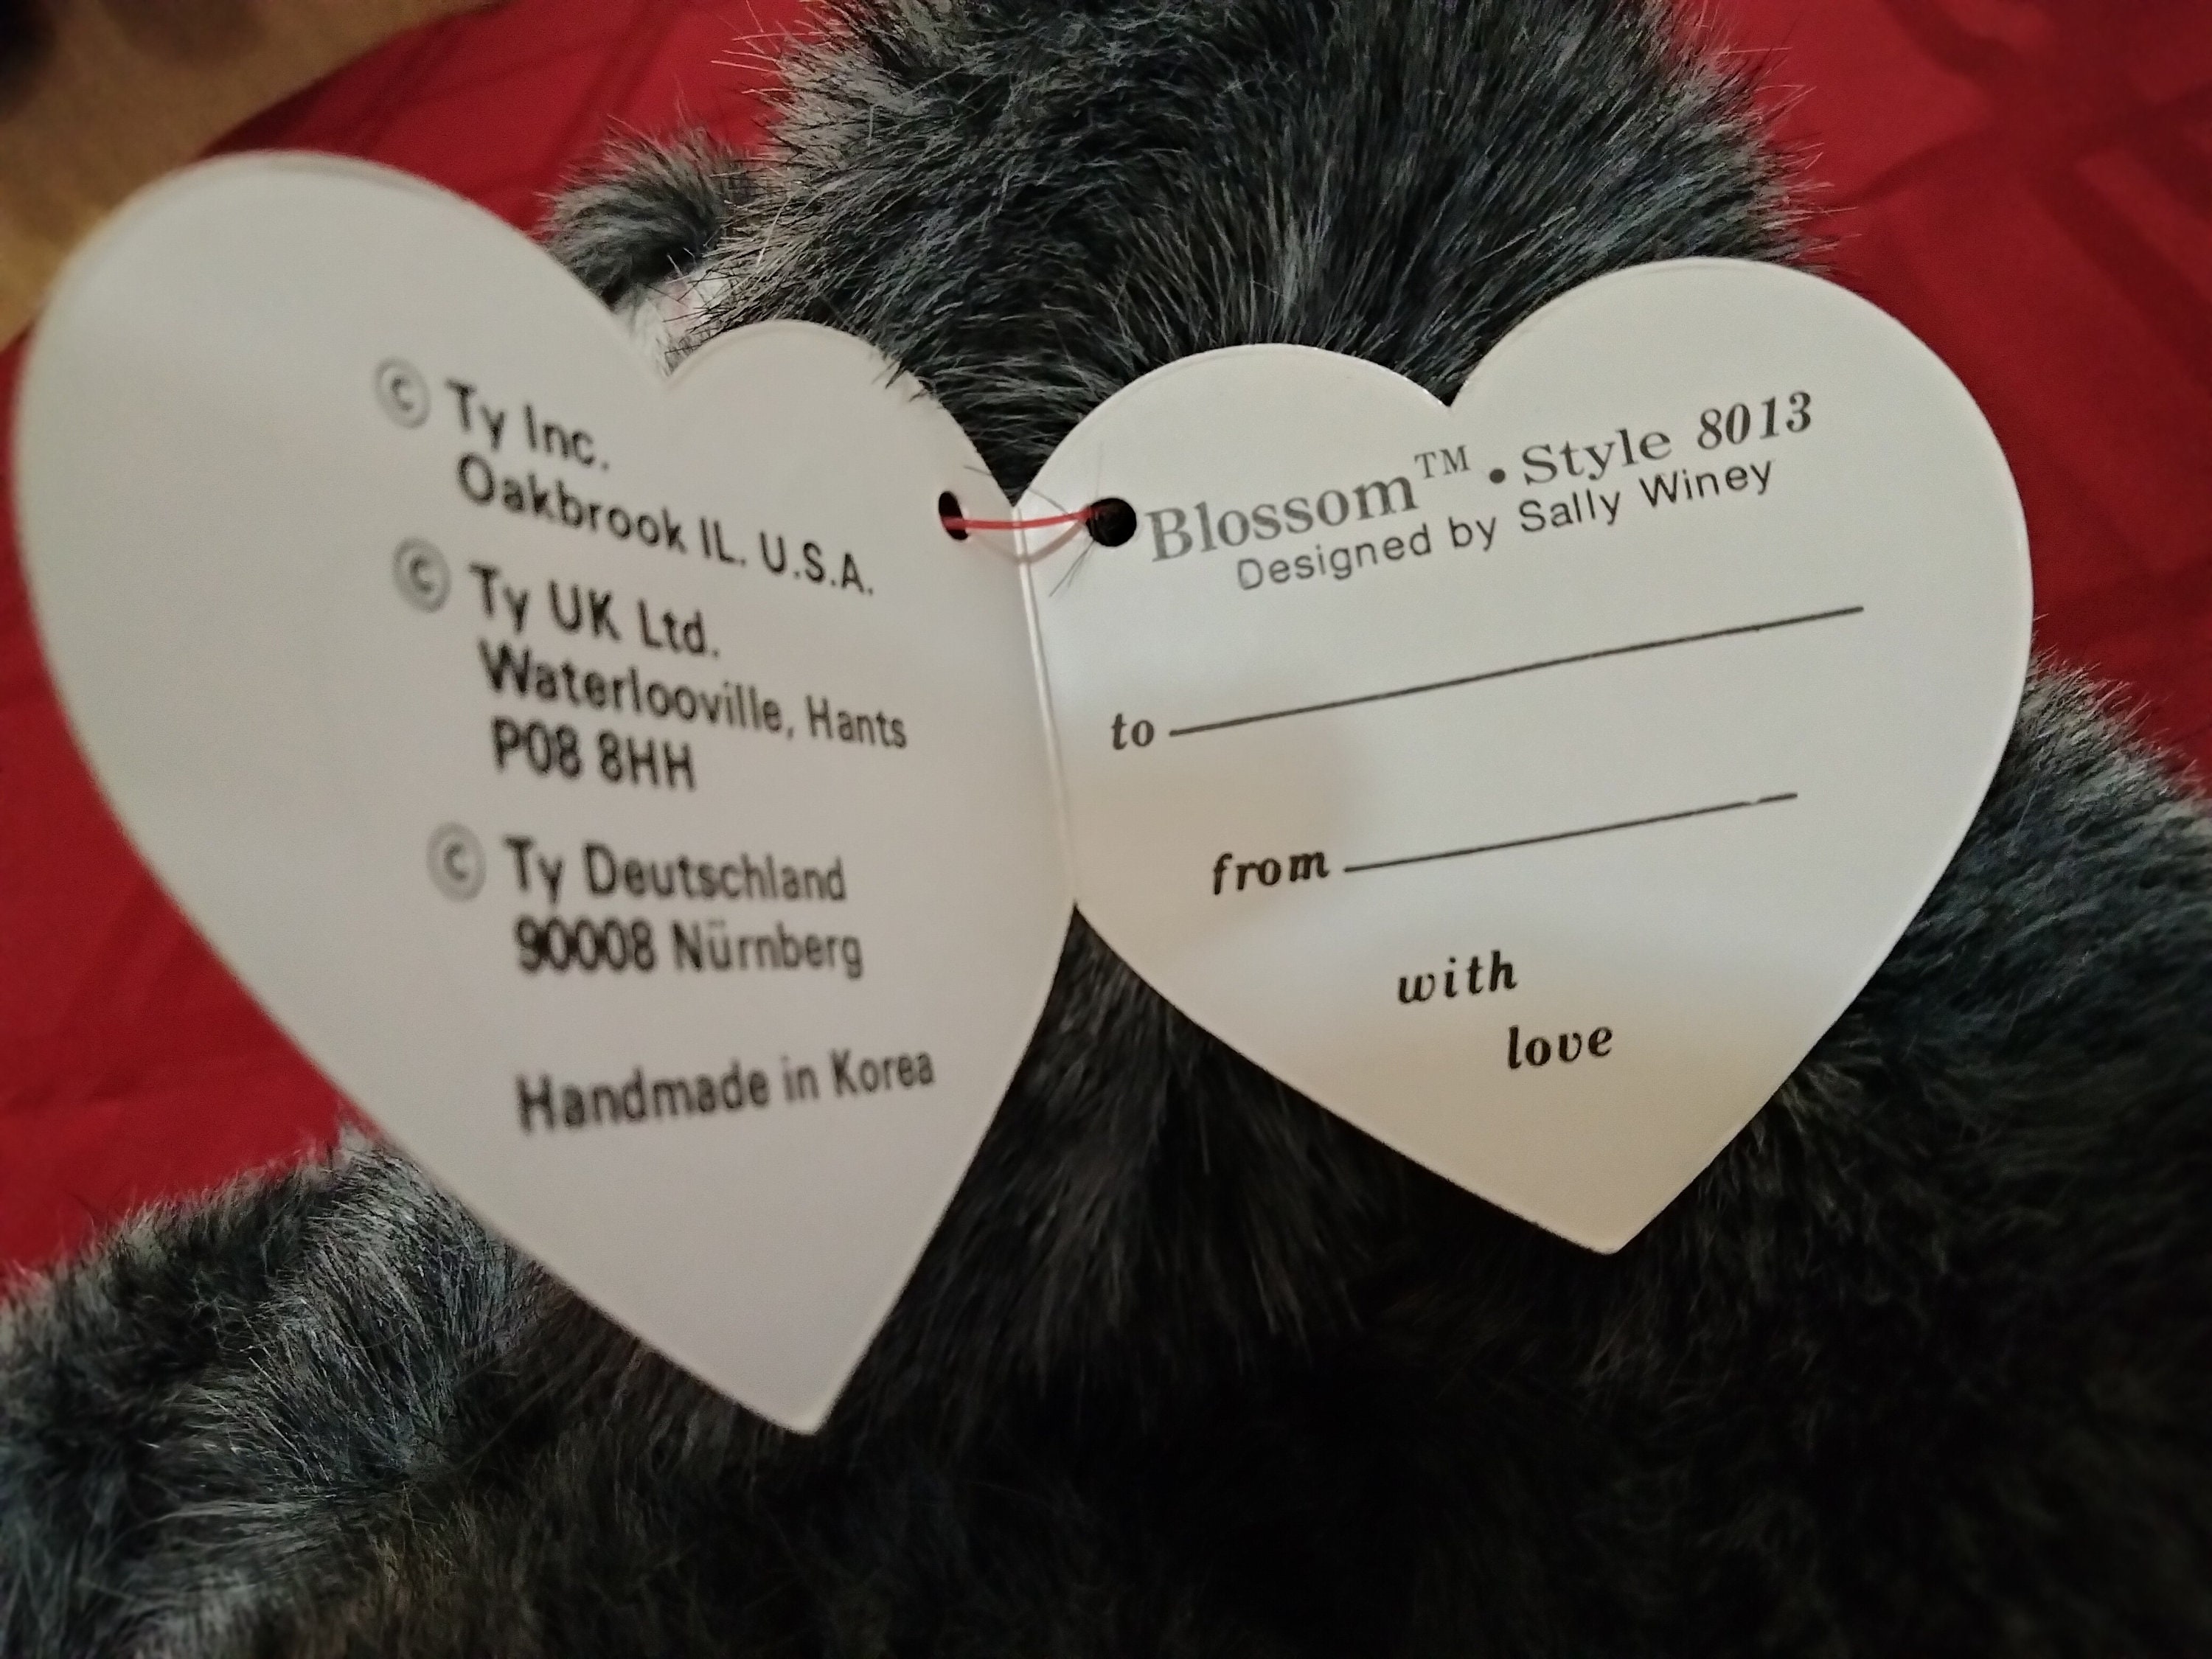 © Ty Inc.
Oakbrook IL. U.S.A.
© Ty UK Ltd.
Waterlooville, Hants
P08 8HH
© Ty Deutschland
90008 Nürnberg
Handmade in Korea
Blossom™ • Style 8013
Designed by Sally Winey
to
from
with
love